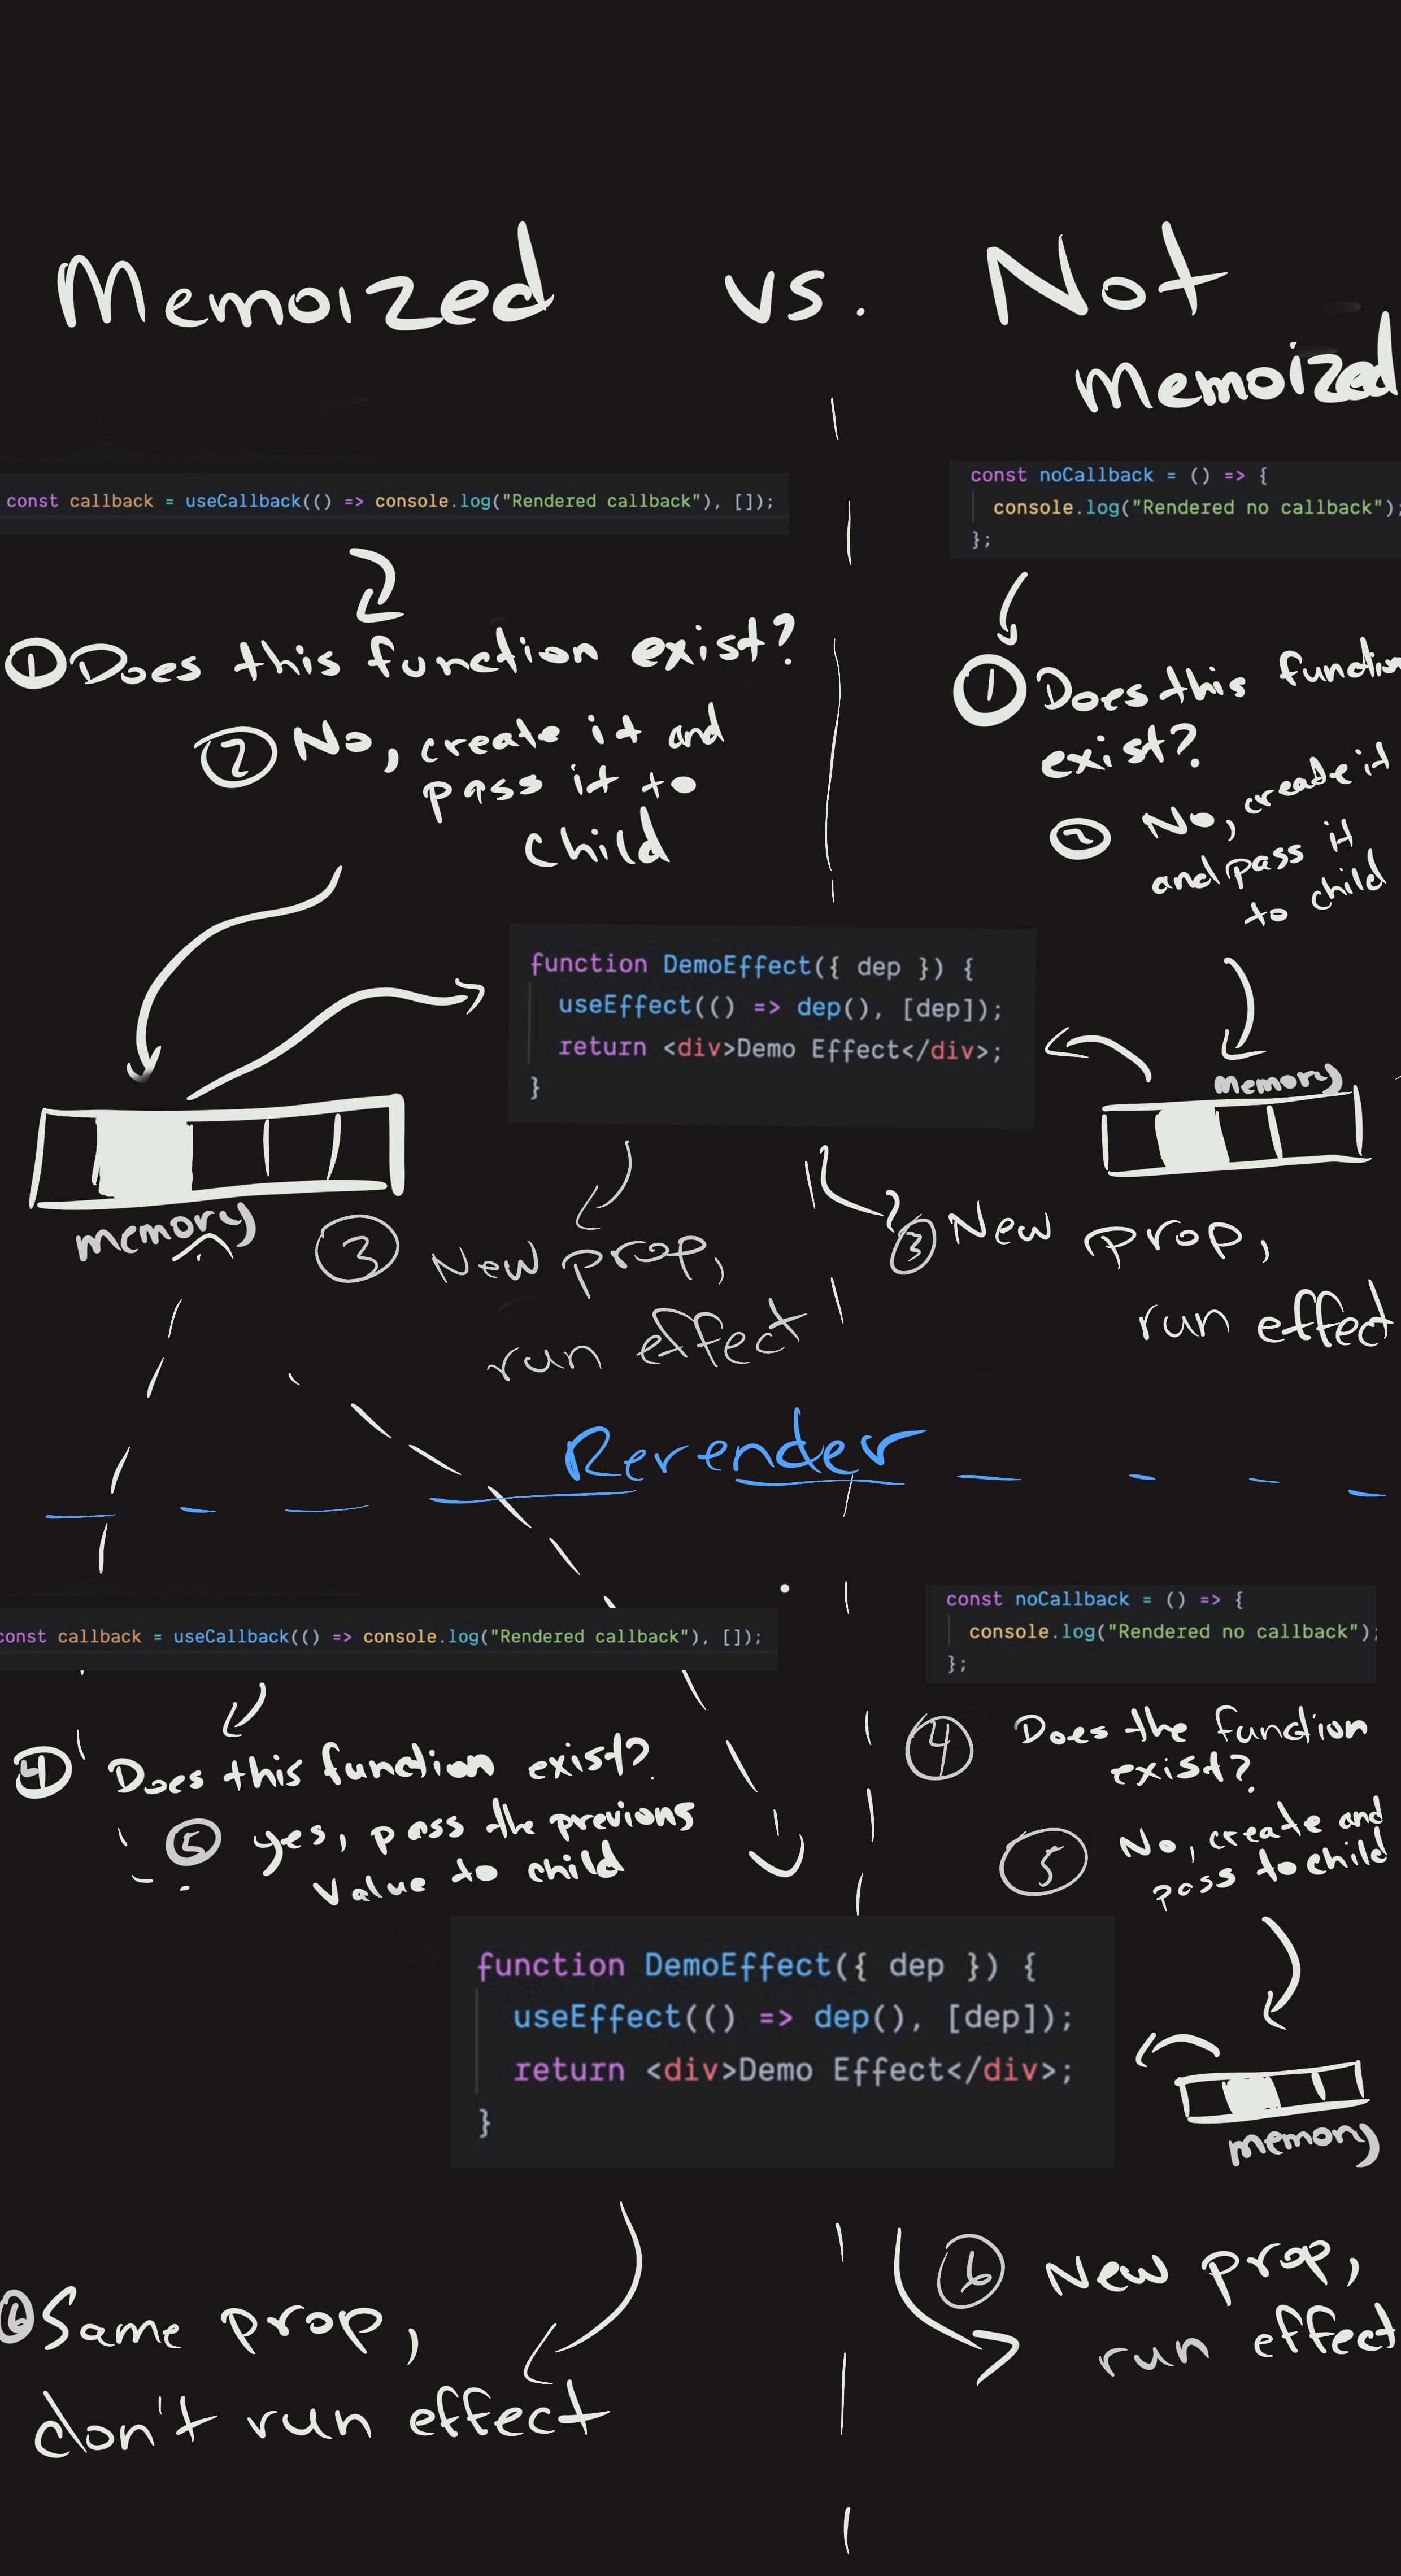 Memoized vs. Not
memoized
const callback = useCallback(() => console.log("Rendered callback"), []);
① Does this function exist?
② No, create it and
pass it to
child
const noCallback = () => {
console.log("Rendered no callback");
};
① Does this function
exist?
② No, create it
and pass it
to child
function DemoEffect({ dep }) {
useEffect(() => dep(), [dep]);
return <div>Demo Effect</div>;
}
memory
memory
③ New prop,
run effect
③ New prop,
run effect
Rerender
const callback = useCallback(() => console.log("Rendered callback"), []);
④ Does this function exist?
⑤ yes, pass the previous
value to child
const noCallback = () => {
console.log("Rendered no callback");
};
④ Does the function
exist?
⑤ No, create and
pass to child
function DemoEffect({ dep }) {
useEffect(() => dep(), [dep]);
return <div>Demo Effect</div>;
}
memory
⑥ Same prop,
don't run effect
⑥ New prop,
run effect